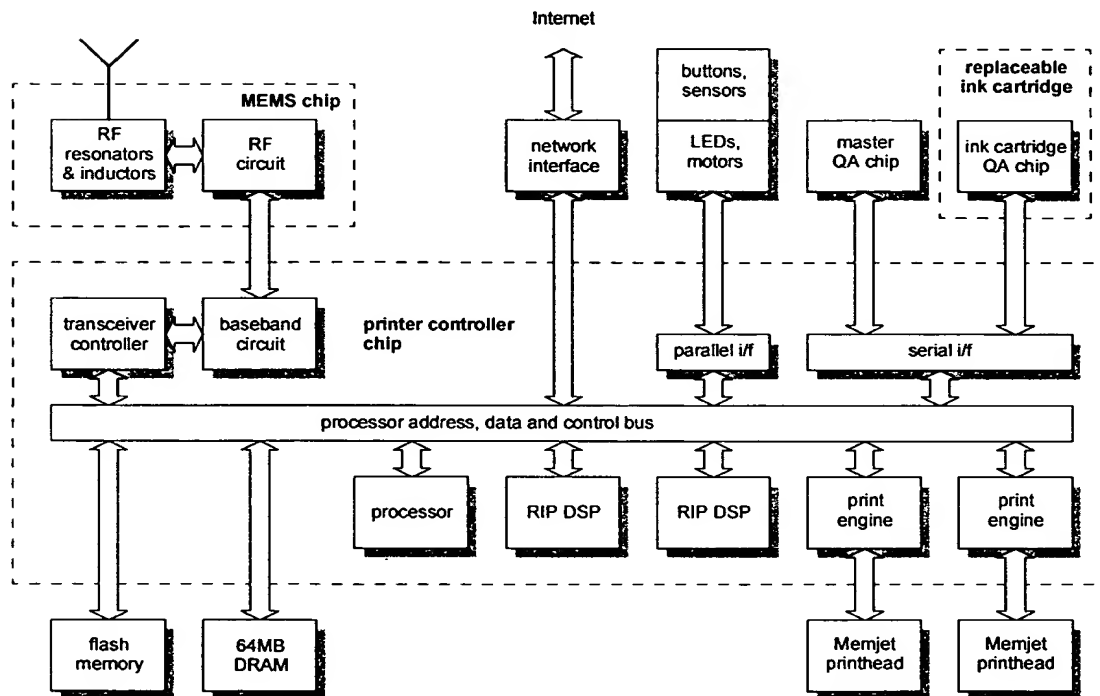 Internet
MEMS chip
RF
resonators
& inductors
RF
circuit
network
interface
buttons,
sensors
LEDs,
motors
master
QA chip
replaceable
ink cartridge
ink cartridge
QA chip
transceiver
controller
baseband
circuit
printer controller
chip
parallel i/f
serial i/f
processor address, data and control bus
processor
RIP DSP
RIP DSP
print
engine
print
engine
flash
memory
64MB
DRAM
Memjet
printhead
Memjet
printhead